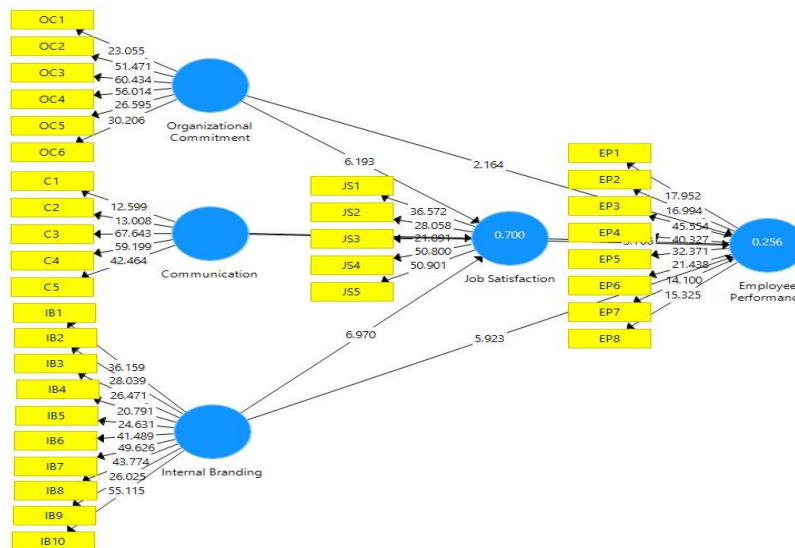 OC1
OC2
OC3
OC4
OC5
OC6
23.055
51.471
60.434
56.014
26.595
30.206
Organizational
Commitment
C1
C2
C3
C4
C5
12.599
13.008
67.643
59.199
42.464
Communication
IB1
IB2
IB3
IB4
IB5
IB6
IB7
IB8
IB9
IB10
36.159
28.039
26.471
20.791
24.631
41.489
49.626
43.774
26.025
55.115
Internal Branding
6.193
2.164
6.970
5.923
JS1
JS2
JS3
JS4
JS5
36.572
28.058
21.091
50.800
50.901
0.700
Job Satisfaction
EP1
EP2
EP3
EP4
EP5
EP6
EP7
EP8
17.952
16.994
45.554
40.327
32.371
21.438
14.100
15.325
0.256
Employee
Performanc